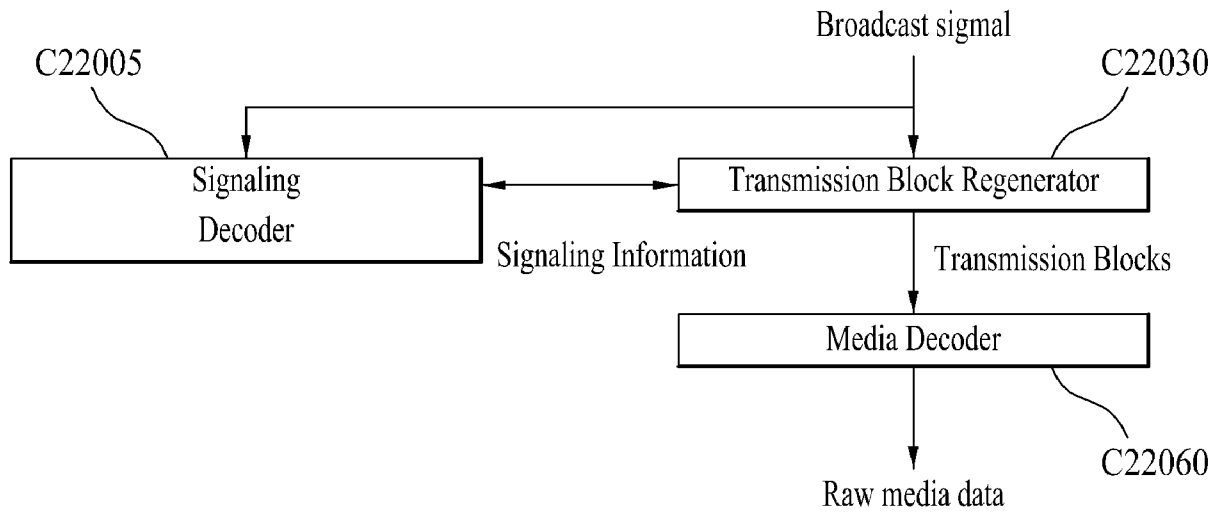 Broadcast sigmal
C22005
C22030
Signaling
Decoder
Transmission Block Regenerator
Signaling Information
Transmission Blocks
Media Decoder
C22060
Raw media data